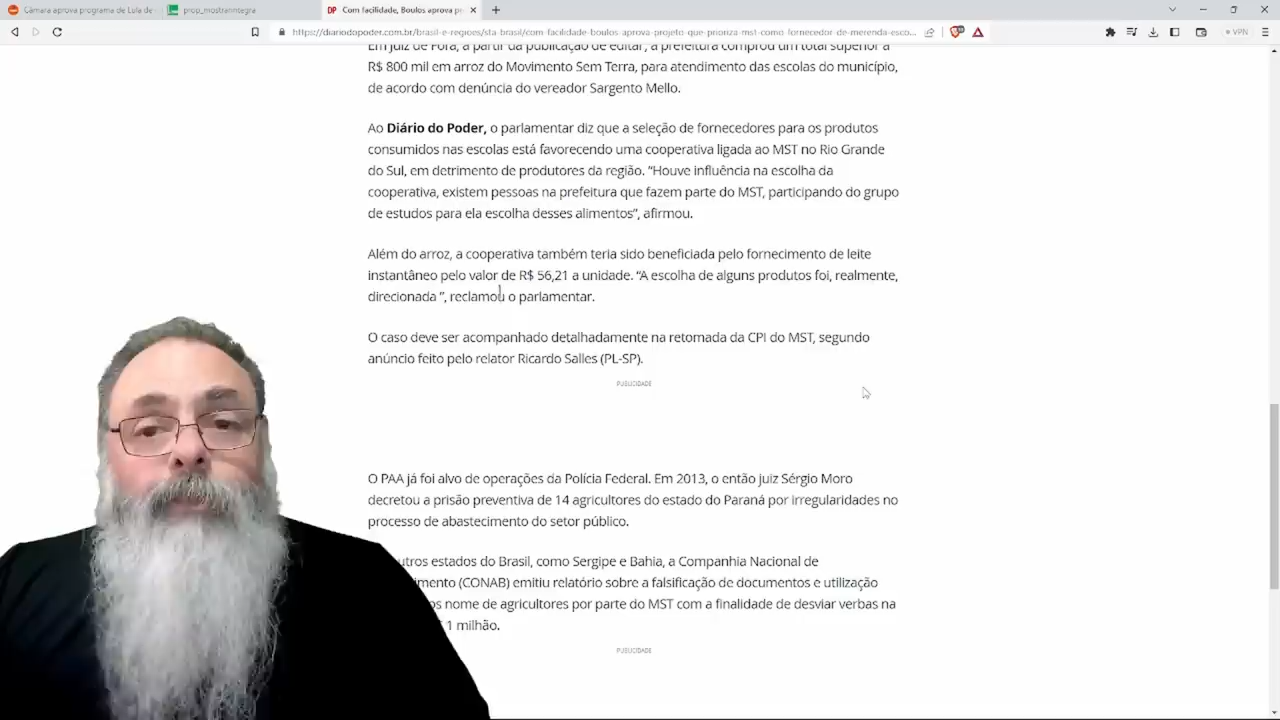 Câmara aprova programa de Lula de
prop_mostrarintegra
DP Com facilidade, Boulos aprova p
https://diariodopoder.com.br/brasil-e-regioes/sta-brasil/com-facilidade-boulos-aprova-projeto-que-prioriza-mst-como-fornecedor-de-merenda-esco...
VPN
Em Juiz de Fora, a partir da publicação de edital, a prefeitura comprou um total superior a
R$ 800 mil em arroz do Movimento Sem Terra, para atendimento das escolas do município,
de acordo com denúncia do vereador Sargento Mello.
Ao Diário do Poder, o parlamentar diz que a seleção de fornecedores para os produtos
consumidos nas escolas está favorecendo uma cooperativa ligada ao MST no Rio Grande
do Sul, em detrimento de produtores da região. “Houve influência na escolha da
cooperativa, existem pessoas na prefeitura que fazem parte do MST, participando do grupo
de estudos para ela escolha desses alimentos”, afirmou.
Além do arroz, a cooperativa também teria sido beneficiada pelo fornecimento de leite
instantâneo pelo valor de R$ 56,21 a unidade. “A escolha de alguns produtos foi, realmente,
direcionada ”, reclamou o parlamentar.
O caso deve ser acompanhado detalhadamente na retomada da CPI do MST, segundo
anúncio feito pelo relator Ricardo Salles (PL-SP).
PUBLICIDADE
O PAA já foi alvo de operações da Polícia Federal. Em 2013, o então juiz Sérgio Moro
decretou a prisão preventiva de 14 agricultores do estado do Paraná por irregularidades no
processo de abastecimento do setor público.
utros estados do Brasil, como Sergipe e Bahia, a Companhia Nacional de
imento (CONAB) emitiu relatório sobre a falsificação de documentos e utilização
os nome de agricultores por parte do MST com a finalidade de desviar verbas na
1 milhão.
PUBLICIDADE